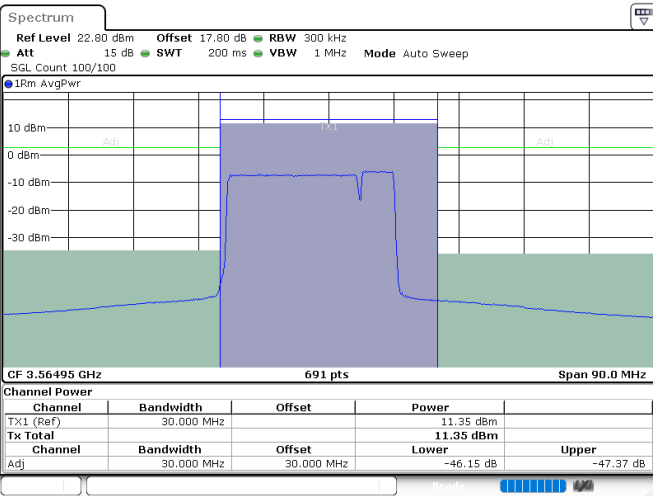 Spectrum
Ref Level 22.80 dBm Offset 17.80 dB RBW 300 kHz
Att 15 dB SWT 200 ms VBW 1 MHz Mode Auto Sweep
SGL Count 100/100
1Rm AvgPwr
TX1
10 dBm
Adj Adj
0 dBm
-10 dBm
-20 dBm
-30 dBm
CF 3.56495 GHz 691 pts Span 90.0 MHz
Channel Power
Channel Bandwidth Offset Power
TX1 (Ref) 30.000 MHz 11.35 dBm
Tx Total 11.35 dBm
Channel Bandwidth Offset Lower Upper
Adj 30.000 MHz 30.000 MHz -46.15 dB -47.37 dB
Ready